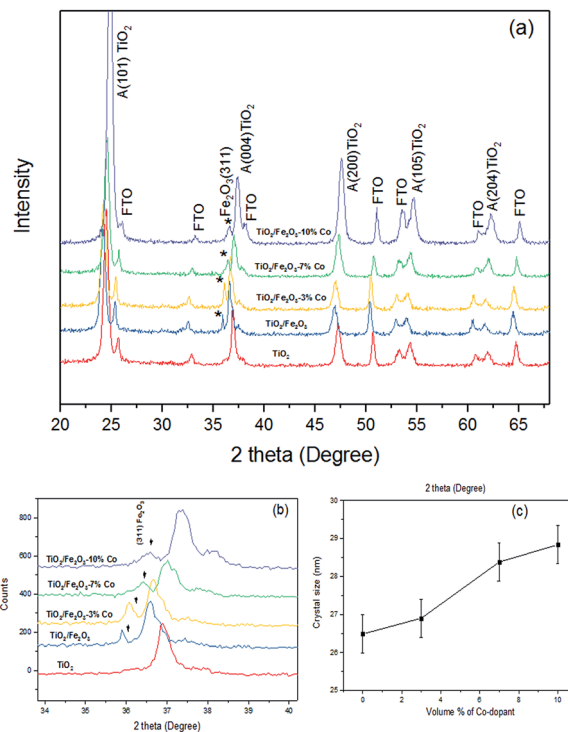 (a)
A(101) TiO2
FTO
FTO
Fe2O3(311)
A(004)TiO2
FTO
A(200)TiO2
FTO
FTO
A(105)TiO2
FTO
A(204)TiO2
FTO
*
*
*
*
TiO2/Fe2O3-10% Co
TiO2/Fe2O3-7% Co
TiO2/Fe2O3-3% Co
TiO2/Fe2O3
TiO2
Intensity
20 25 30 35 40 45 50 55 60 65
2 theta (Degree)
(b)
(311) Fe2O3
TiO2/Fe2O3-10% Co
TiO2/Fe2O3-7% Co
TiO2/Fe2O3-3% Co
TiO2/Fe2O3
TiO2
Counts
800
600
400
200
0
34 35 36 37 38 39 40
2 theta (Degree)
2 theta (Degree)
(c)
Crystal size (nm)
30
29
28
27
26
25
0 2 4 6 8 10
Volume % of Co-dopant